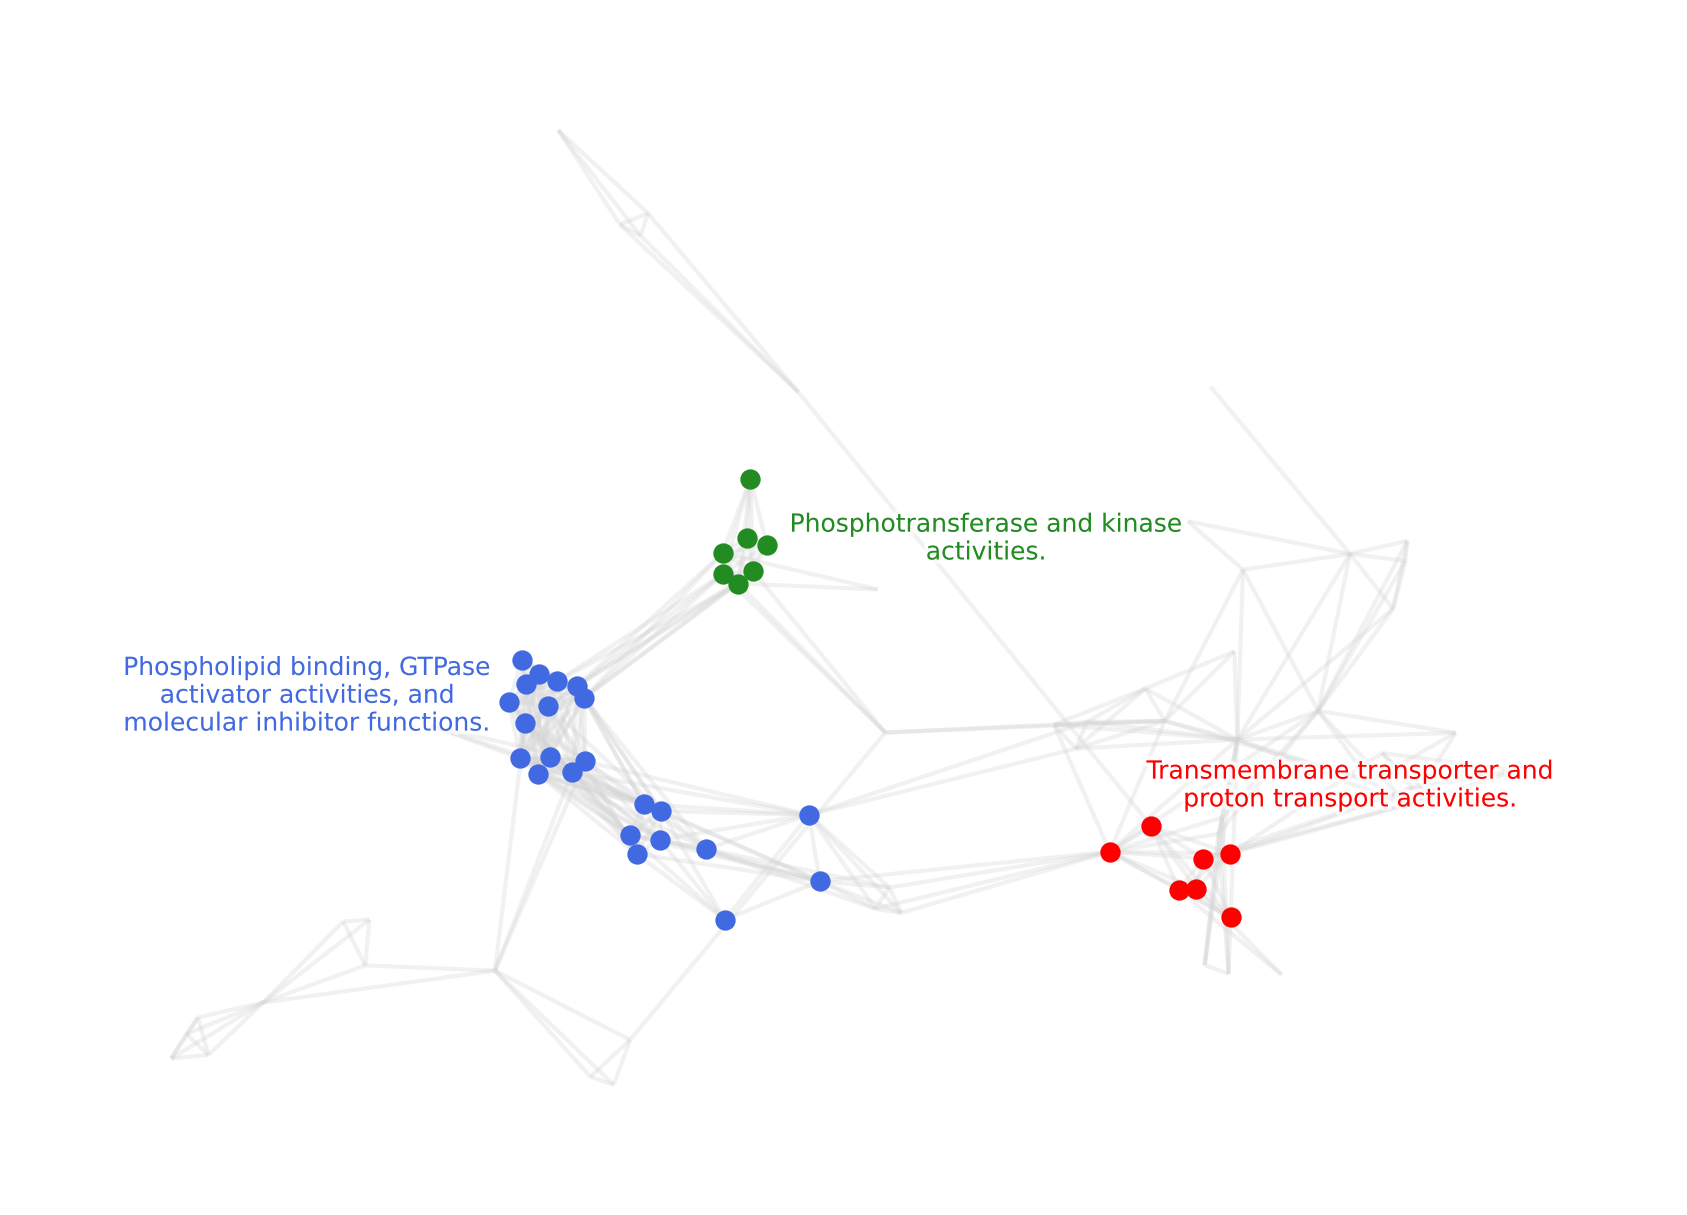 Phosphotransferase and kinase
activities.
Phospholipid binding, GTPase
activator activities, and
molecular inhibitor functions.
Transmembrane transporter and
proton transport activities.